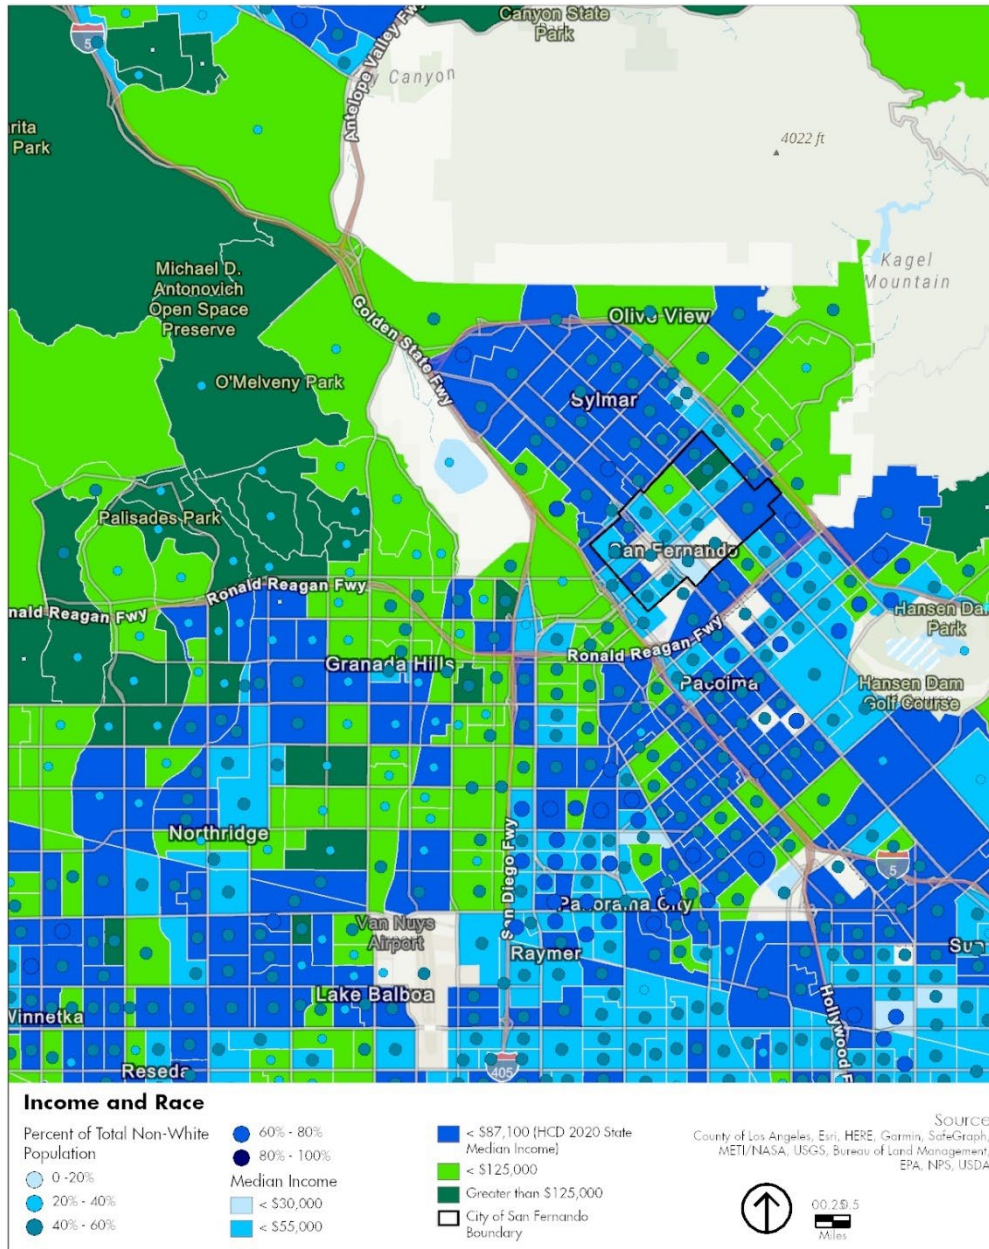 Canyon State
Park
5
Antelope Valley Fwy
Canyon
rita
Park
4022 ft
Michael D.
Antonovich
Open Space
Preserve
Kagel
Mountain
Golden State Fwy
Olive View
O'Melveny Park
Sylmar
Palisades Park
San Fernando
nald Reagan Fwy
Ronald Reagan Fwy
Hansen Da
Park
Granada Hills
Ronald Reagan Fwy
Pacoima
Hansen Dam
Golf Course
Northridge
San Diego Fwy
5
Panorama City
Van Nuys
Airport
Raymer
Sun
Lake Balboa
Winnetka
Hollywood F
Reseda
405
Income and Race
Percent of Total Non-White
Population
0 -20%
20% - 40%
40% - 60%
60% - 80%
80% - 100%
Median Income
< $30,000
< $55,000
< $87,100 (HCD 2020 State
Median Income)
< $125,000
Greater than $125,000
City of San Fernando
Boundary
Source
County of Los Angeles, Esri, HERE, Garmin, SafeGraph,
METI/NASA, USGS, Bureau of Land Management,
EPA, NPS, USDA
00.250.5
Miles